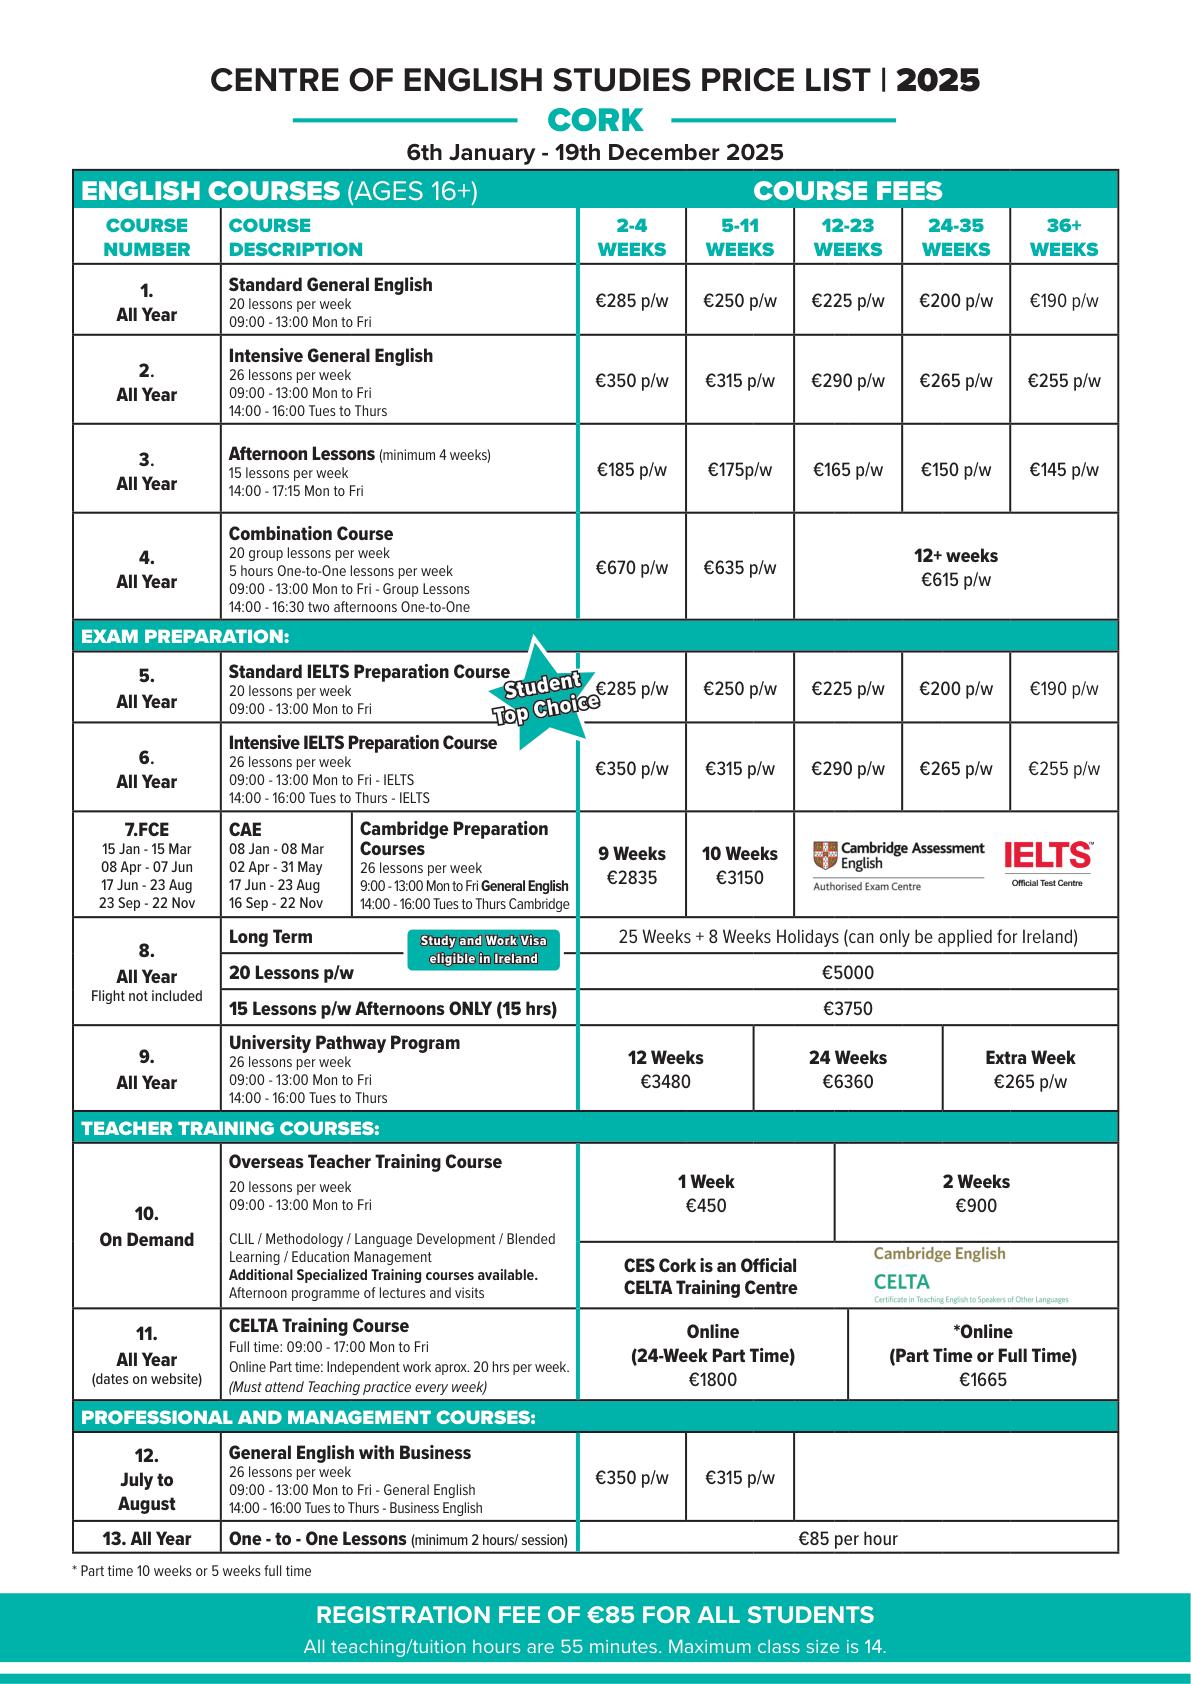 CENTRE OF ENGLISH STUDIES PRICE LIST | 2025
CORK
6th January - 19th December 2025
ENGLISH COURSES (AGES 16+) COURSE FEES
COURSE NUMBER COURSE DESCRIPTION 2-4 WEEKS 5-11 WEEKS 12-23 WEEKS 24-35 WEEKS 36+ WEEKS
1.
All Year
Standard General English
20 lessons per week
09:00 - 13:00 Mon to Fri
€285 p/w €250 p/w €225 p/w €200 p/w €190 p/w
2.
All Year
Intensive General English
26 lessons per week
09:00 - 13:00 Mon to Fri
14:00 - 16:00 Tues to Thurs
€350 p/w €315 p/w €290 p/w €265 p/w €255 p/w
3.
All Year
Afternoon Lessons (minimum 4 weeks)
15 lessons per week
14:00 - 17:15 Mon to Fri
€185 p/w €175p/w €165 p/w €150 p/w €145 p/w
4.
All Year
Combination Course
20 group lessons per week
5 hours One-to-One lessons per week
09:00 - 13:00 Mon to Fri - Group Lessons
14:00 - 16:30 two afternoons One-to-One
€670 p/w €635 p/w
12+ weeks
€615 p/w
EXAM PREPARATION:
5.
All Year
Standard IELTS Preparation Course
20 lessons per week
09:00 - 13:00 Mon to Fri
Student
Top Choice
€285 p/w €250 p/w €225 p/w €200 p/w €190 p/w
6.
All Year
Intensive IELTS Preparation Course
26 lessons per week
09:00 - 13:00 Mon to Fri - IELTS
14:00 - 16:00 Tues to Thurs - IELTS
€350 p/w €315 p/w €290 p/w €265 p/w €255 p/w
7.FCE
15 Jan - 15 Mar
08 Apr - 07 Jun
17 Jun - 23 Aug
23 Sep - 22 Nov
CAE
08 Jan - 08 Mar
02 Apr - 31 May
17 Jun - 23 Aug
16 Sep - 22 Nov
Cambridge Preparation
Courses
26 lessons per week
9:00 - 13:00 Mon to Fri General English
14:00 - 16:00 Tues to Thurs Cambridge
9 Weeks
€2835
10 Weeks
€3150
Cambridge Assessment
English
Authorised Exam Centre
IELTS™
Official Test Centre
8.
All Year
Flight not included
Long Term
Study and Work Visa
eligible in Ireland
25 Weeks + 8 Weeks Holidays (can only be applied for Ireland)
20 Lessons p/w €5000
15 Lessons p/w Afternoons ONLY (15 hrs) €3750
9.
All Year
University Pathway Program
26 lessons per week
09:00 - 13:00 Mon to Fri
14:00 - 16:00 Tues to Thurs
12 Weeks
€3480
24 Weeks
€6360
Extra Week
€265 p/w
TEACHER TRAINING COURSES:
10.
On Demand
Overseas Teacher Training Course
20 lessons per week
09:00 - 13:00 Mon to Fri
CLIL / Methodology / Language Development / Blended
Learning / Education Management
Additional Specialized Training courses available.
Afternoon programme of lectures and visits
1 Week
€450
2 Weeks
€900
CES Cork is an Official
CELTA Training Centre
Cambridge English
CELTA
Certificate in Teaching English to Speakers of Other Languages
11.
All Year
(dates on website)
CELTA Training Course
Full time: 09:00 - 17:00 Mon to Fri
Online Part time: Independent work aprox. 20 hrs per week.
(Must attend Teaching practice every week)
Online
(24-Week Part Time)
€1800
*Online
(Part Time or Full Time)
€1665
PROFESSIONAL AND MANAGEMENT COURSES:
12.
July to
August
General English with Business
26 lessons per week
09:00 - 13:00 Mon to Fri - General English
14:00 - 16:00 Tues to Thurs - Business English
€350 p/w €315 p/w
13. All Year One - to - One Lessons (minimum 2 hours/ session) €85 per hour
* Part time 10 weeks or 5 weeks full time
REGISTRATION FEE OF €85 FOR ALL STUDENTS
All teaching/tuition hours are 55 minutes. Maximum class size is 14.